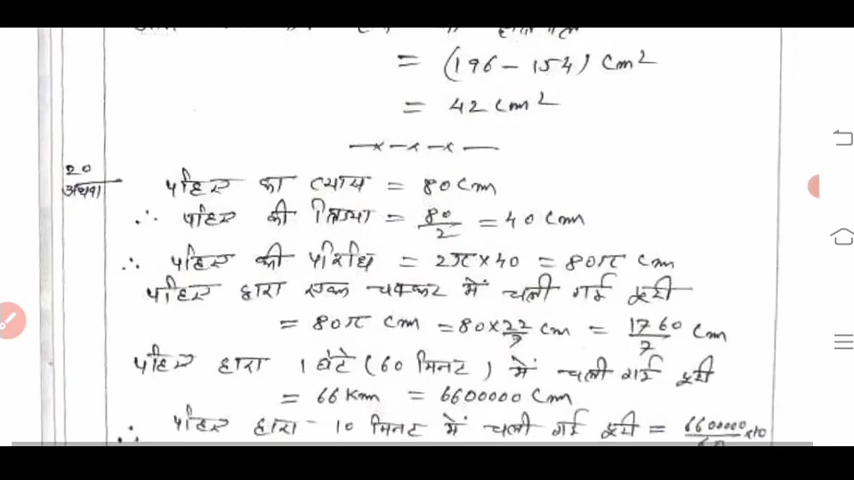 = (196 - 154) cm²
= 42 cm²
20
अथवा
पहिए का व्यास = 80 cm
∴ पहिए की त्रिज्या = 80/2 = 40 cm
∴ पहिए की परिधि = 2π×40 = 80π cm
पहिए द्वारा एक चक्कर में चली गई दूरी
= 80π cm = 80×22/7 cm = 1760/7 cm
पहिए द्वारा 1 घंटे (60 मिनट) में चली गई दूरी
= 66 Km = 6600000 cm
∴ पहिए द्वारा 10 मिनट में चली गई दूरी = 6600000/60 ×10